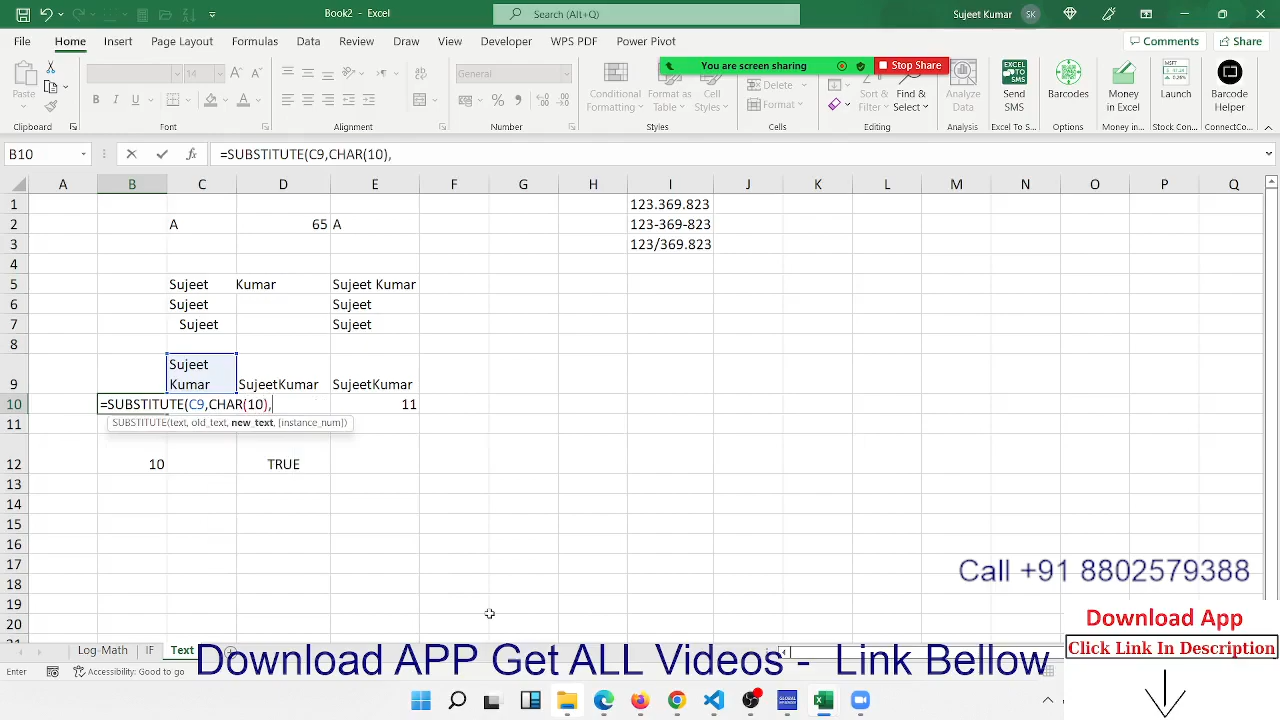 Book2 - Excel
Search (Alt+Q)
Sujeet Kumar
SK
File Home Insert Page Layout Formulas Data Review View Draw Developer WPS PDF Power Pivot
Comments
Share
You are screen sharing
Stop Share
Paste
14
General
B I U
Conditional Formatting
Format as Table
Cell Styles
Delete
Format
Sort & Filter
Find & Select
Analyze Data
Send SMS
Barcodes
Money in Excel
Launch
Barcode Helper
Clipboard Font Alignment Number Styles Cells Editing Analysis Excel To S... Options Money in... Stock Con... ConnectCo...
B10
fx
=SUBSTITUTE(C9,CHAR(10),
A B C D E F G H I J K L M N O P Q
1 123.369.823
2 A 65 A 123-369-823
3 123/369.823
4
5 Sujeet Kumar Sujeet Kumar
6 Sujeet Sujeet
7 Sujeet Sujeet
8
Sujeet
9 Kumar SujeetKumar SujeetKumar
10 =SUBSTITUTE(C9,CHAR(10), 11
11 SUBSTITUTE(text, old_text, new_text, [instance_num])
12 10 TRUE
13
14
15
16
17
18
19
20
21
Call +91 8802579388
Download App
Click Link In Description
Log-Math IF Text
Download APP Get ALL Videos - Link Bellow
Enter
Accessibility: Good to go